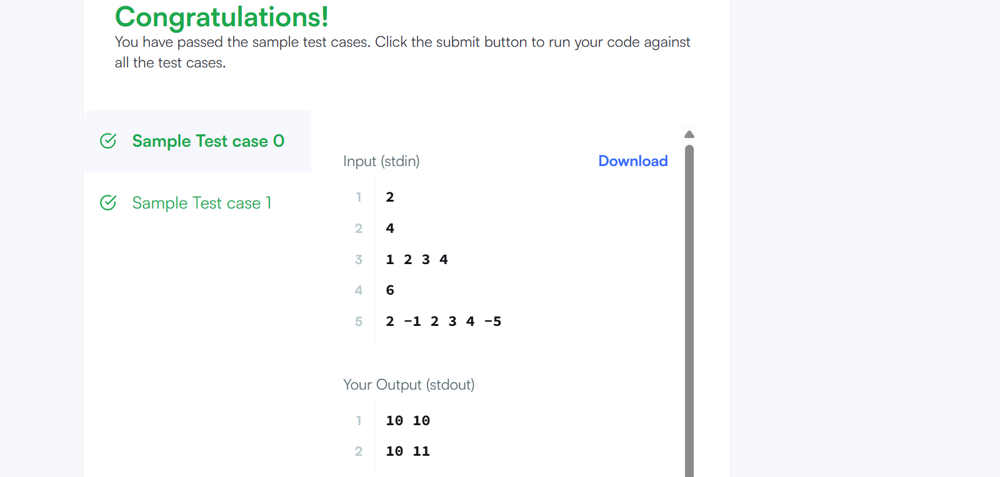 Congratulations!
You have passed the sample test cases. Click the submit button to run your code against
all the test cases.
Sample Test case 0
Sample Test case 1
Input (stdin)
Download
1 2
2 4
3 1 2 3 4
4 6
5 2 -1 2 3 4 -5
Your Output (stdout)
1 10 10
2 10 11